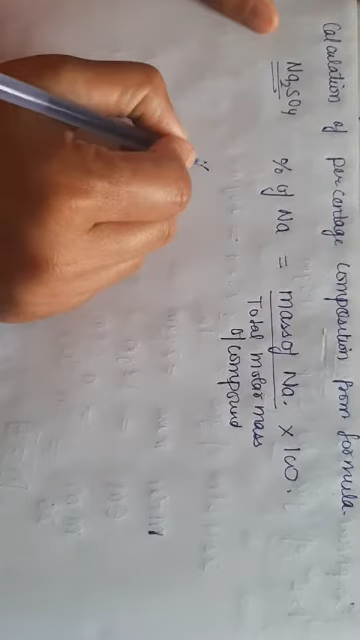 Calculation of percentage composition from formula.
Na₂SO₄ % of Na = mass of Na. × 100.
Total molar mass
of compound
%